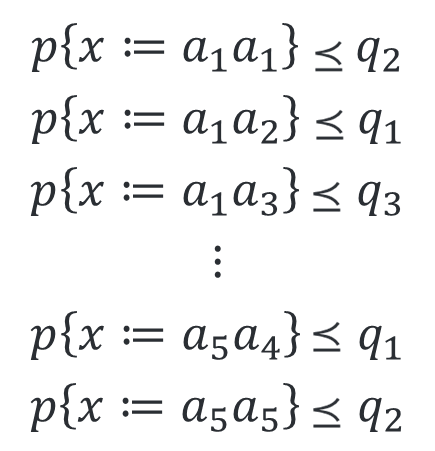 p{x := a₁a₁} ⪯ q₂
p{x := a₁a₂} ⪯ q₁
p{x := a₁a₃} ⪯ q₃
⋮
p{x := a₅a₄} ⪯ q₁
p{x := a₅a₅} ⪯ q₂